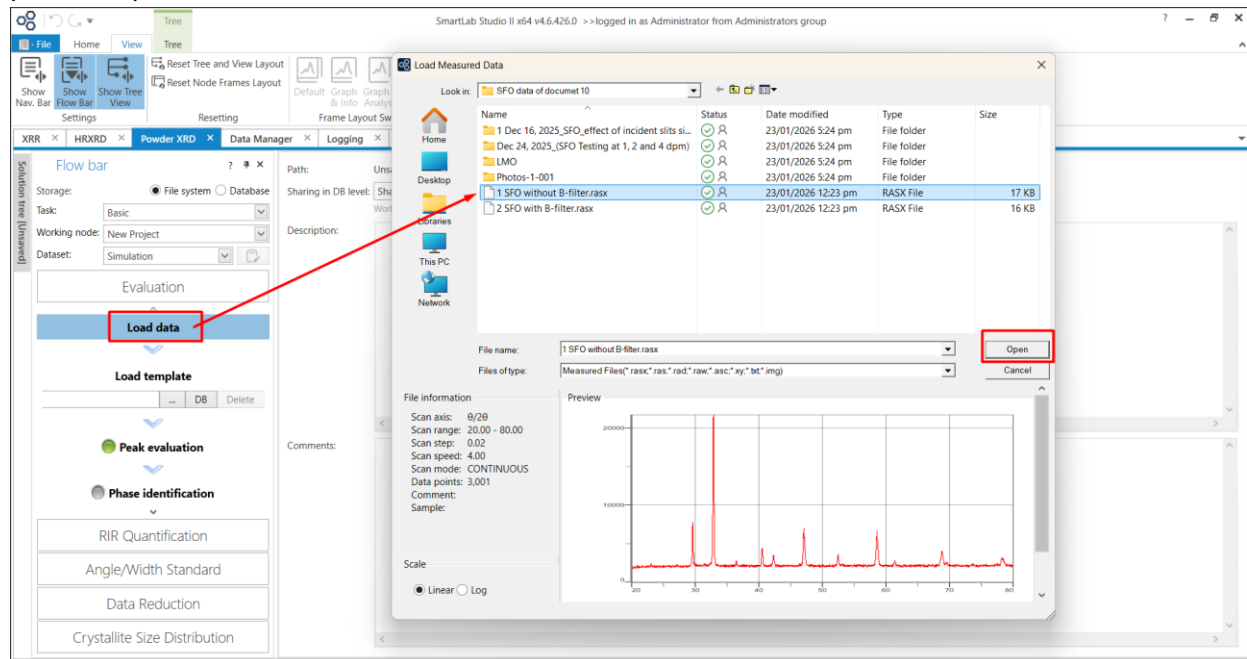 Tree
SmartLab Studio II x64 v4.6.426.0 >>logged in as Administrator from Administrators group
File Home View Tree
Show Nav. Bar
Show Flow Bar
Show Tree View
Reset Tree and View Layout
Reset Node Frames Layout
Default
Graph & Info
Graph Analys
Settings
Resetting
Frame Layout Sw
XRR
HRXRD
Powder XRD
Data Manager
Logging
Solutions tree [Unsaved]
Flow bar
Storage: File system Database
Task: Basic
Working node: New Project
Dataset: Simulation
Evaluation
Load data
Load template
... DB Delete
Peak evaluation
Phase identification
RIR Quantification
Angle/Width Standard
Data Reduction
Crystallite Size Distribution
Path: Uns
Sharing in DB level: Sha
Wor
Description:
Comments:
Load Measured Data
Look in: SFO data of documet 10
Home
Desktop
Libraries
This PC
Network
Name Status Date modified Type Size
1 Dec 16, 2025_SFO_effect of incident slits si... 23/01/2026 5:24 pm File folder
Dec 24, 2025_(SFO Testing at 1, 2 and 4 dpm) 23/01/2026 5:24 pm File folder
LMO 23/01/2026 5:24 pm File folder
Photos-1-001 23/01/2026 5:24 pm File folder
1 SFO without B-filter.rasx 23/01/2026 12:23 pm RASX File 17 KB
2 SFO with B-filter.rasx 23/01/2026 12:23 pm RASX File 16 KB
File name: 1 SFO without B-filter.rasx Open
Files of type: Measured Files(*.rasx;*.ras;*.rad;*.raw;*.asc;*.xy;*.txt;*.img) Cancel
File information
Scan axis: θ/2θ
Scan range: 20.00 - 80.00
Scan step: 0.02
Scan speed: 4.00
Scan mode: CONTINUOUS
Data points: 3,001
Comment:
Sample:
Scale
Linear Log
Preview
20000
10000
0
20 30 40 50 60 70 80